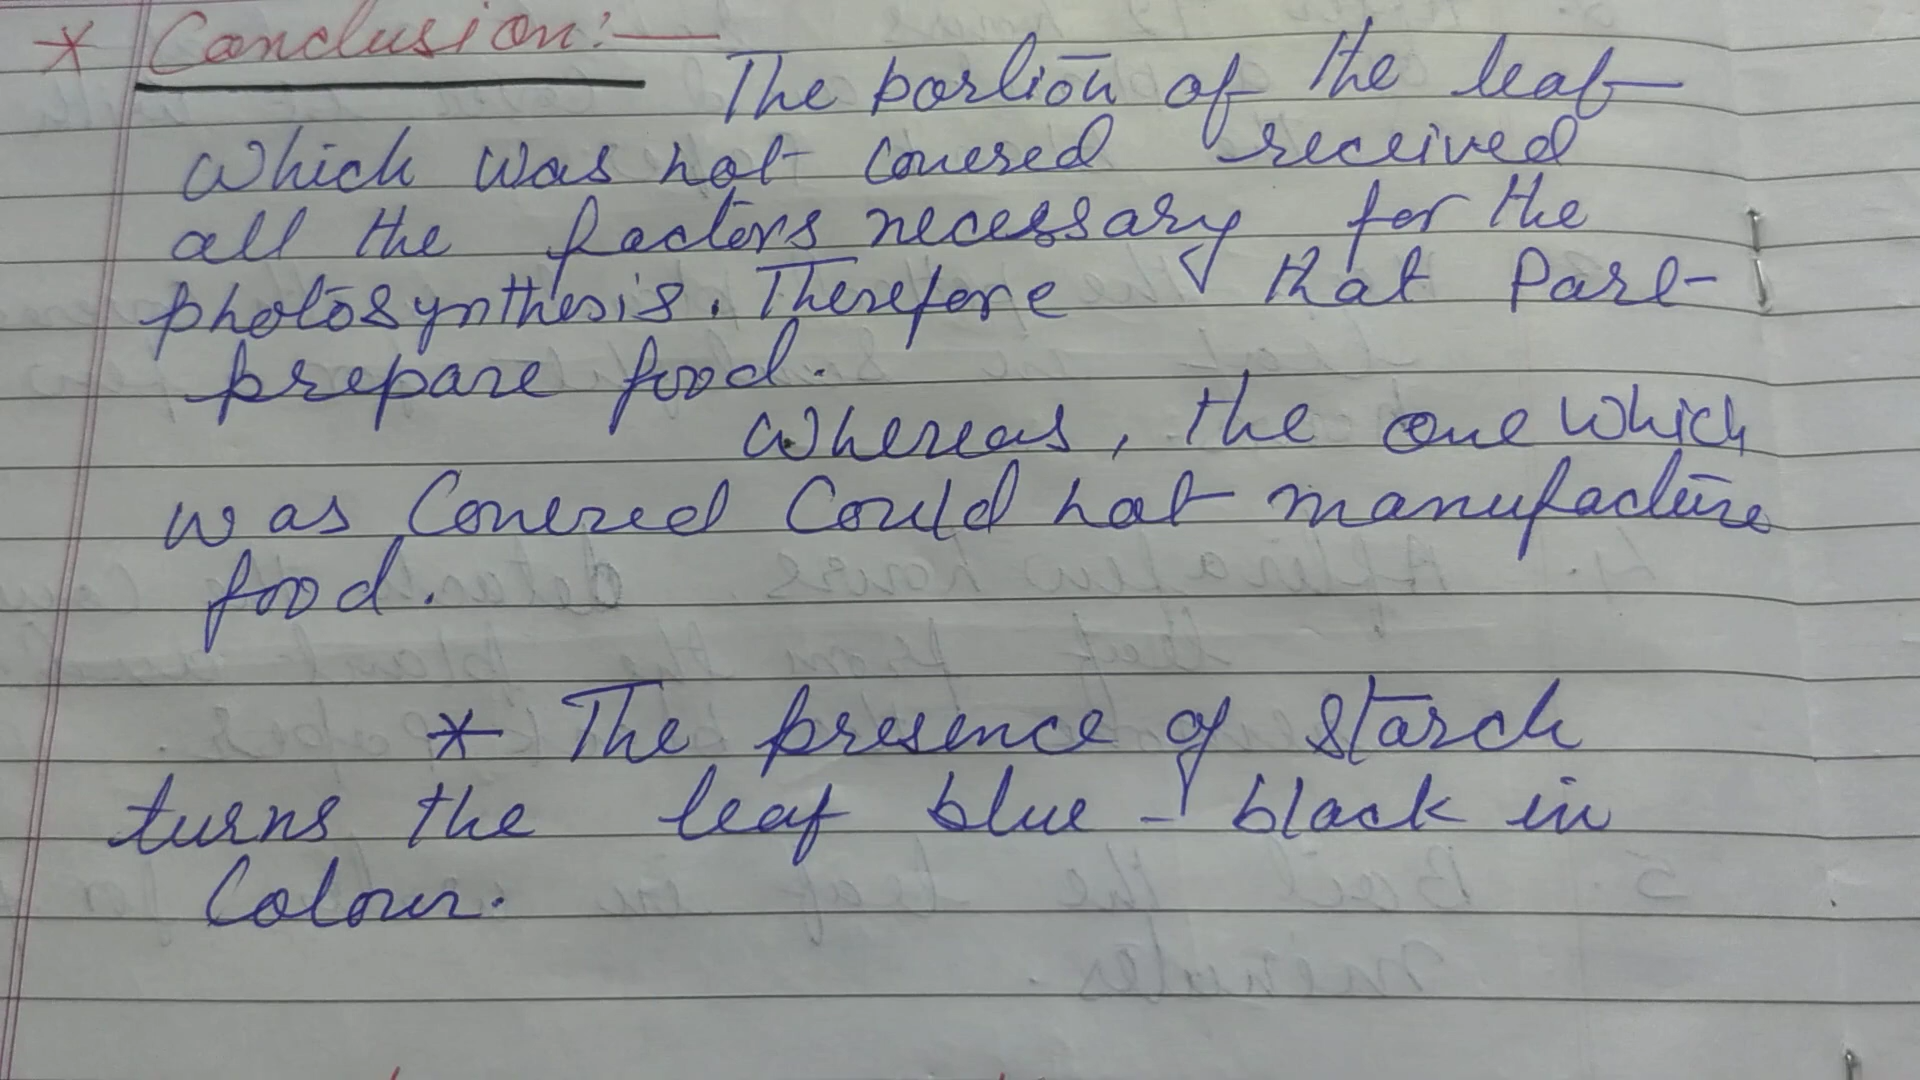 * Conclusion:—
The portion of the leaf
which was not covered received
all the factors necessary for the
photosynthesis. Therefore that Part
prepare food.
Whereas, the one which
was Covered Could not manufacture
food.
* The presence of starch
turns the leaf blue - black in
Colour.